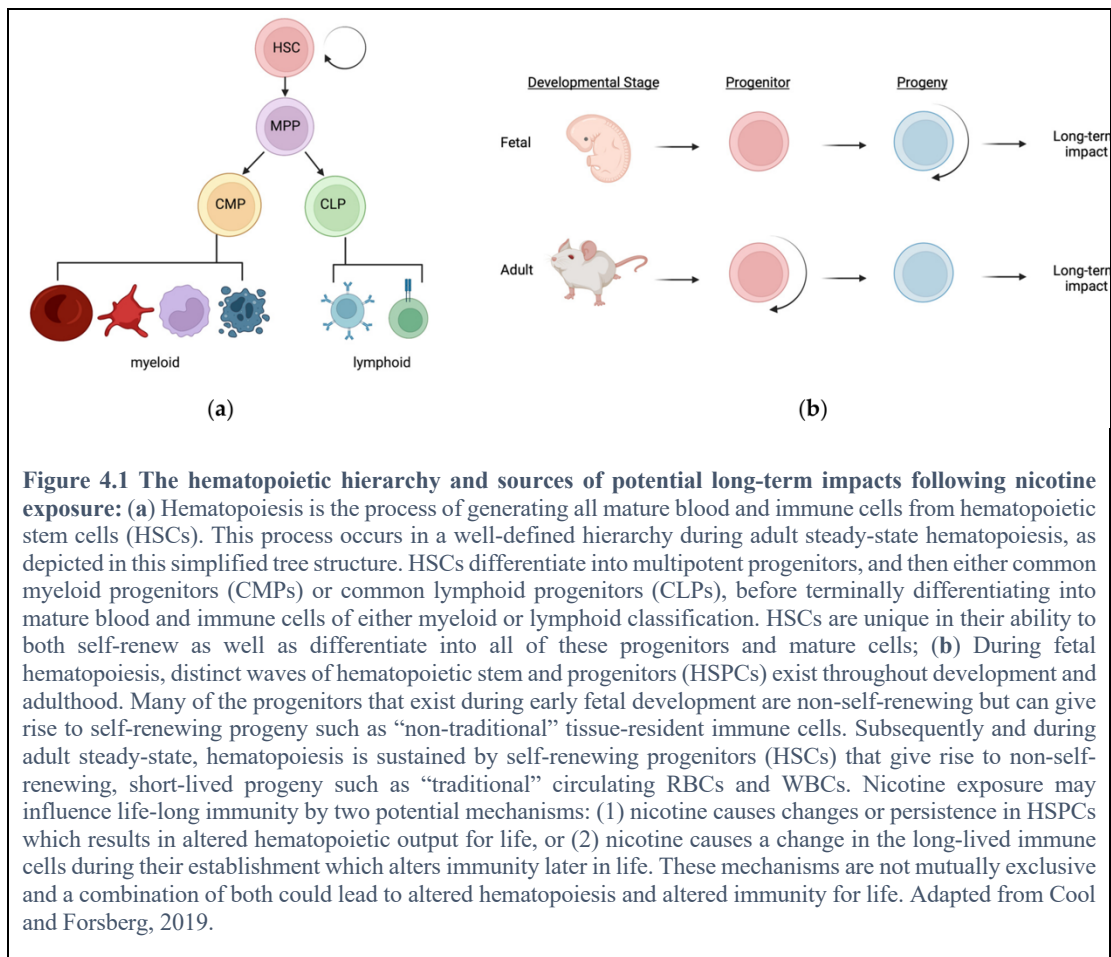 HSC
MPP
CMP
CLP
myeloid
lymphoid
(a)
Developmental Stage
Progenitor
Progeny
Fetal
Long-term
impact
Adult
Long-term
impact
(b)
Figure 4.1 The hematopoietic hierarchy and sources of potential long-term impacts following nicotine
exposure: (a) Hematopoiesis is the process of generating all mature blood and immune cells from hematopoietic
stem cells (HSCs). This process occurs in a well-defined hierarchy during adult steady-state hematopoiesis, as
depicted in this simplified tree structure. HSCs differentiate into multipotent progenitors, and then either common
myeloid progenitors (CMPs) or common lymphoid progenitors (CLPs), before terminally differentiating into
mature blood and immune cells of either myeloid or lymphoid classification. HSCs are unique in their ability to
both self-renew as well as differentiate into all of these progenitors and mature cells; (b) During fetal
hematopoiesis, distinct waves of hematopoietic stem and progenitors (HSPCs) exist throughout development and
adulthood. Many of the progenitors that exist during early fetal development are non-self-renewing but can give
rise to self-renewing progeny such as “non-traditional” tissue-resident immune cells. Subsequently and during
adult steady-state, hematopoiesis is sustained by self-renewing progenitors (HSCs) that give rise to non-self-
renewing, short-lived progeny such as “traditional” circulating RBCs and WBCs. Nicotine exposure may
influence life-long immunity by two potential mechanisms: (1) nicotine causes changes or persistence in HSPCs
which results in altered hematopoietic output for life, or (2) nicotine causes a change in the long-lived immune
cells during their establishment which alters immunity later in life. These mechanisms are not mutually exclusive
and a combination of both could lead to altered hematopoiesis and altered immunity for life. Adapted from Cool
and Forsberg, 2019.